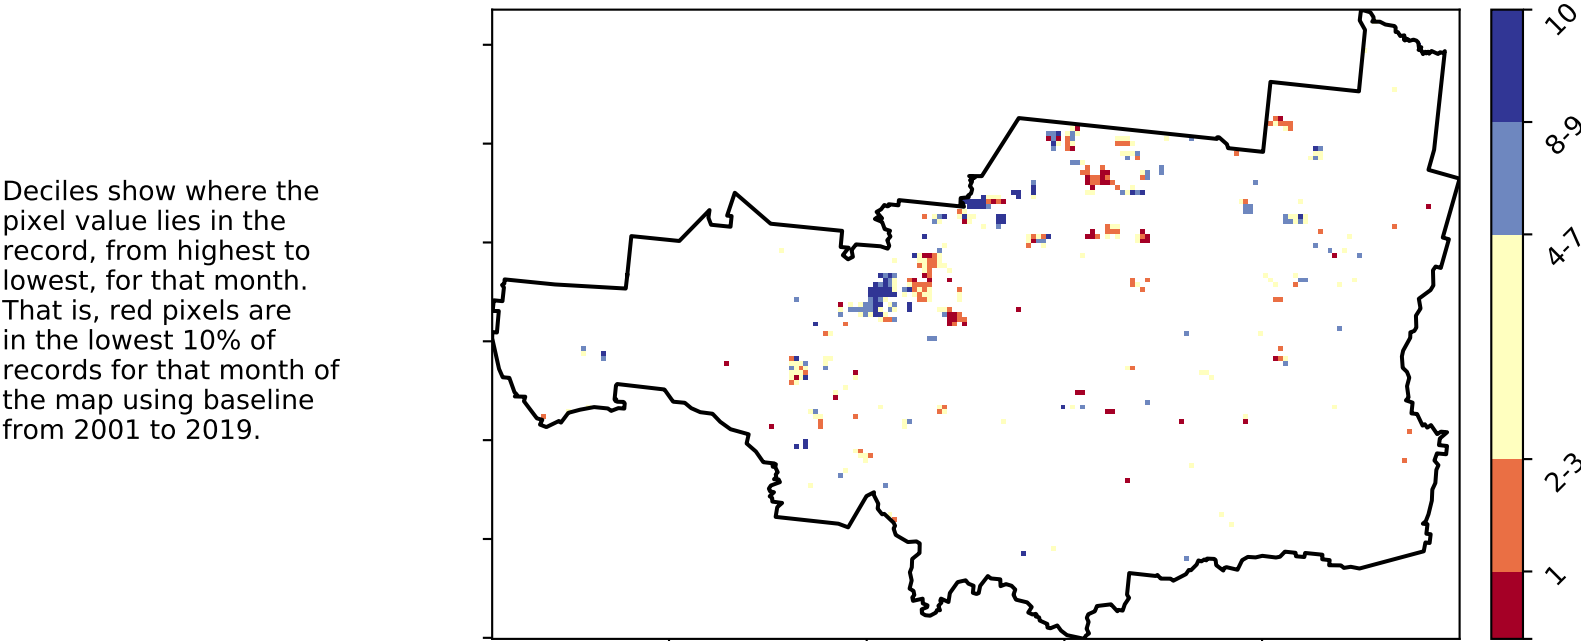 Deciles show where the
pixel value lies in the
record, from highest to
lowest, for that month.
That is, red pixels are
in the lowest 10% of
records for that month of
the map using baseline
from 2001 to 2019.
10
8-9
4-7
2-3
1